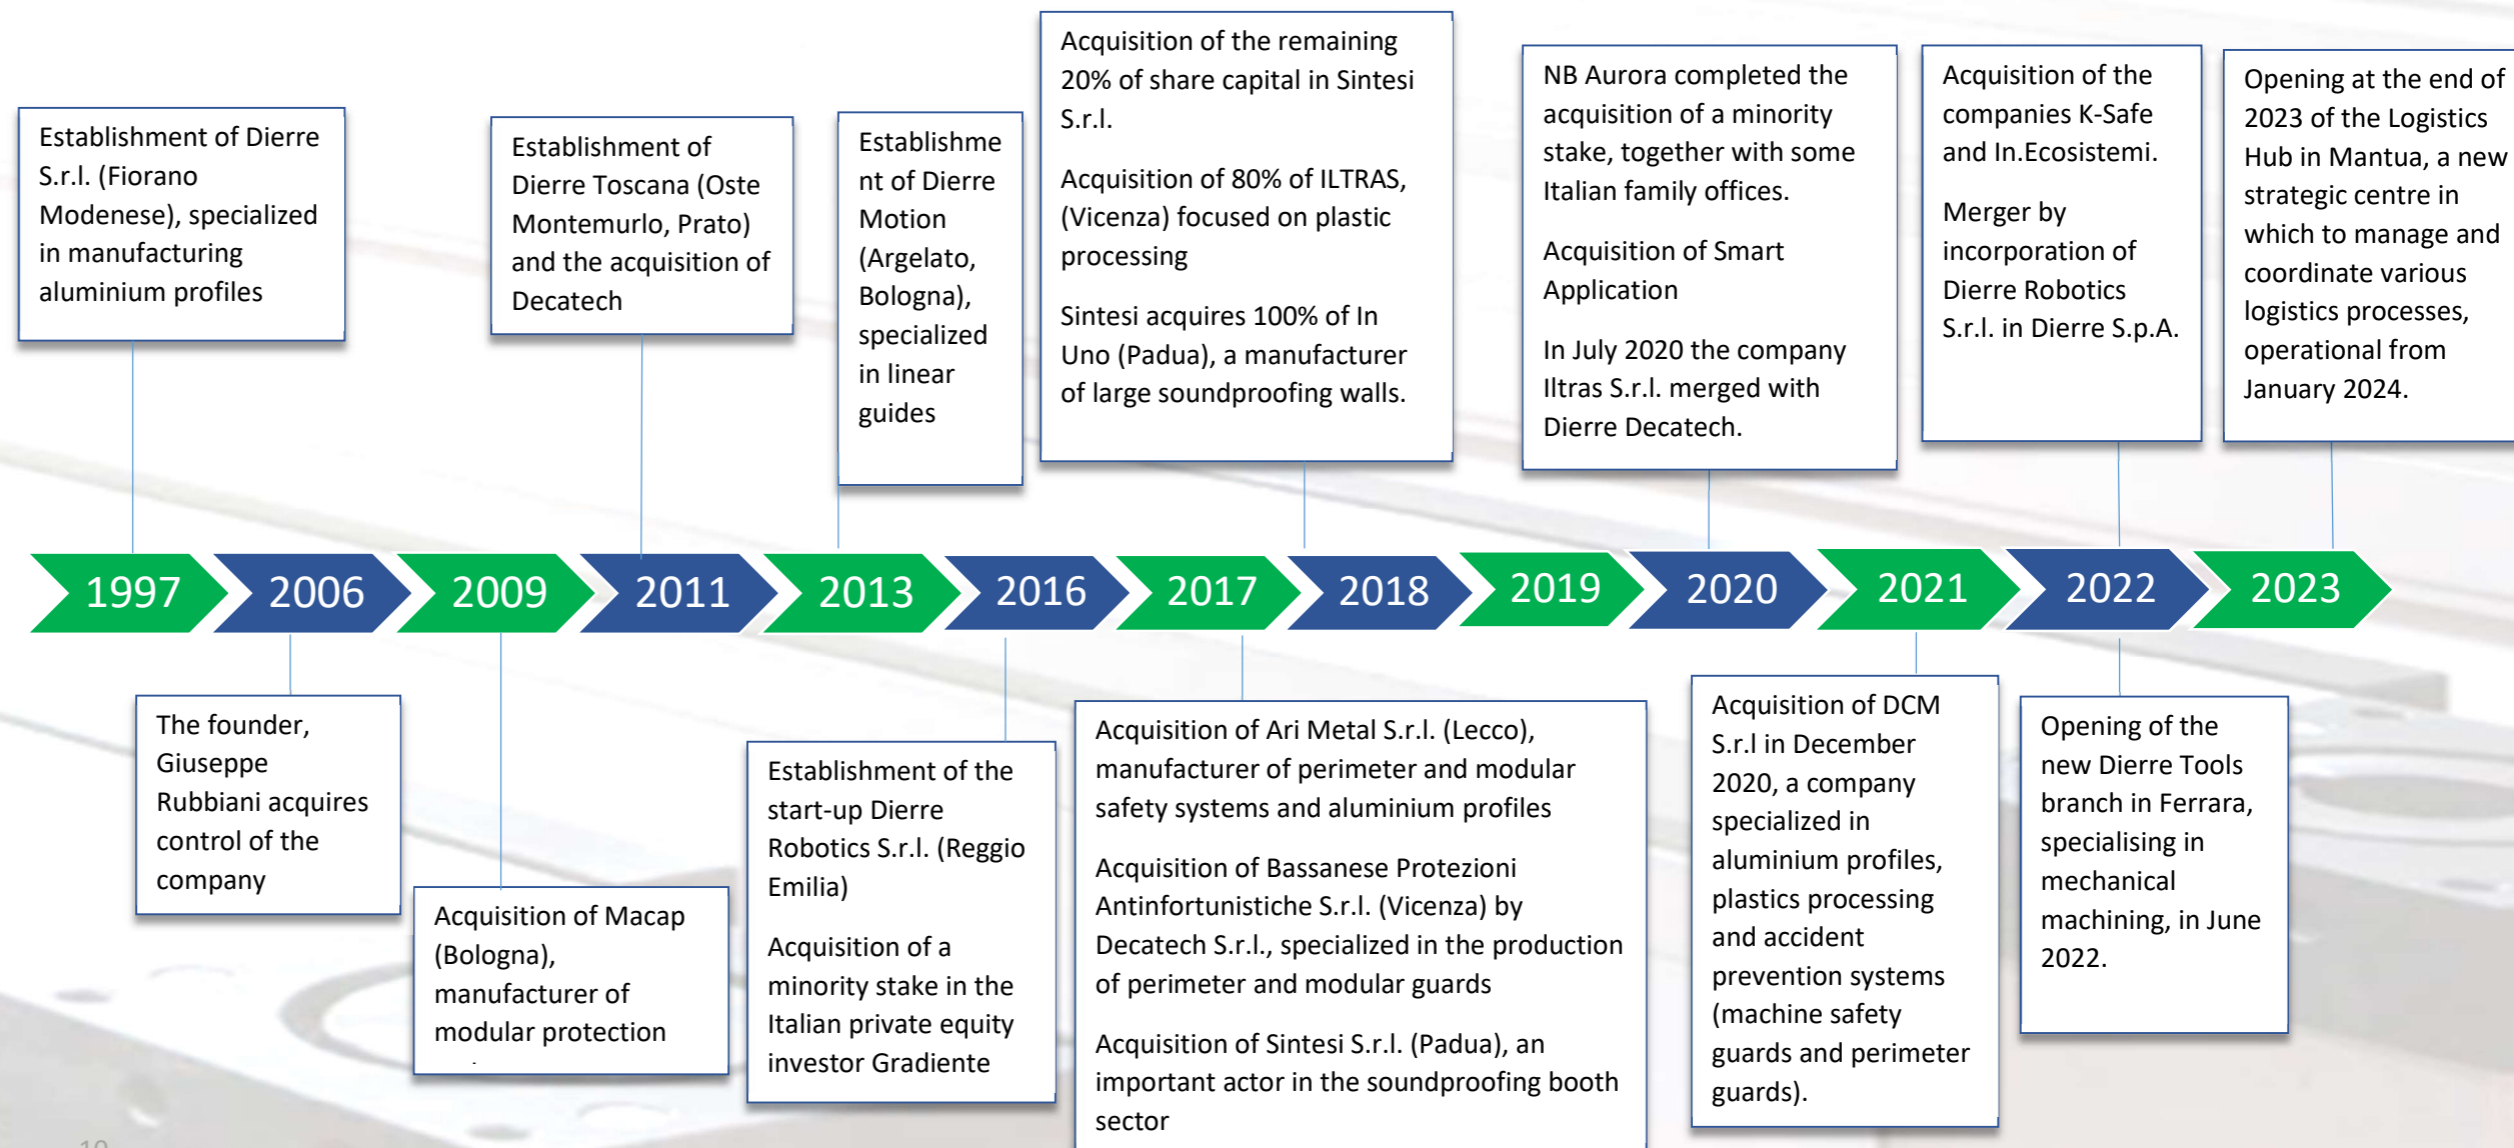 Establishment of Dierre
S.r.l. (Fiorano
Modenese), specialized
in manufacturing
aluminium profiles
Establishment of
Dierre Toscana (Oste
Montemurlo, Prato)
and the acquisition of
Decatech
Establishme
nt of Dierre
Motion
(Argelato,
Bologna),
specialized
in linear
guides
Acquisition of the remaining
20% of share capital in Sintesi
S.r.l.
Acquisition of 80% of ILTRAS,
(Vicenza) focused on plastic
processing
Sintesi acquires 100% of In
Uno (Padua), a manufacturer
of large soundproofing walls.
NB Aurora completed the
acquisition of a minority
stake, together with some
Italian family offices.
Acquisition of Smart
Application
In July 2020 the company
Iltras S.r.l. merged with
Dierre Decatech.
Acquisition of the
companies K-Safe
and In.Ecosistemi.
Merger by
incorporation of
Dierre Robotics
S.r.l. in Dierre S.p.A.
Opening at the end of
2023 of the Logistics
Hub in Mantua, a new
strategic centre in
which to manage and
coordinate various
logistics processes,
operational from
January 2024.
1997 2006 2009 2011 2013 2016 2017 2018 2019 2020 2021 2022 2023
The founder,
Giuseppe
Rubbiani acquires
control of the
company
Acquisition of Macap
(Bologna),
manufacturer of
modular protection
Establishment of the
start-up Dierre
Robotics S.r.l. (Reggio
Emilia)
Acquisition of a
minority stake in the
Italian private equity
investor Gradiente
Acquisition of Ari Metal S.r.l. (Lecco),
manufacturer of perimeter and modular
safety systems and aluminium profiles
Acquisition of Bassanese Protezioni
Antinfortunistiche S.r.l. (Vicenza) by
Decatech S.r.l., specialized in the production
of perimeter and modular guards
Acquisition of Sintesi S.r.l. (Padua), an
important actor in the soundproofing booth
sector
Acquisition of DCM
S.r.l in December
2020, a company
specialized in
aluminium profiles,
plastics processing
and accident
prevention systems
(machine safety
guards and perimeter
guards).
Opening of the
new Dierre Tools
branch in Ferrara,
specialising in
mechanical
machining, in June
2022.